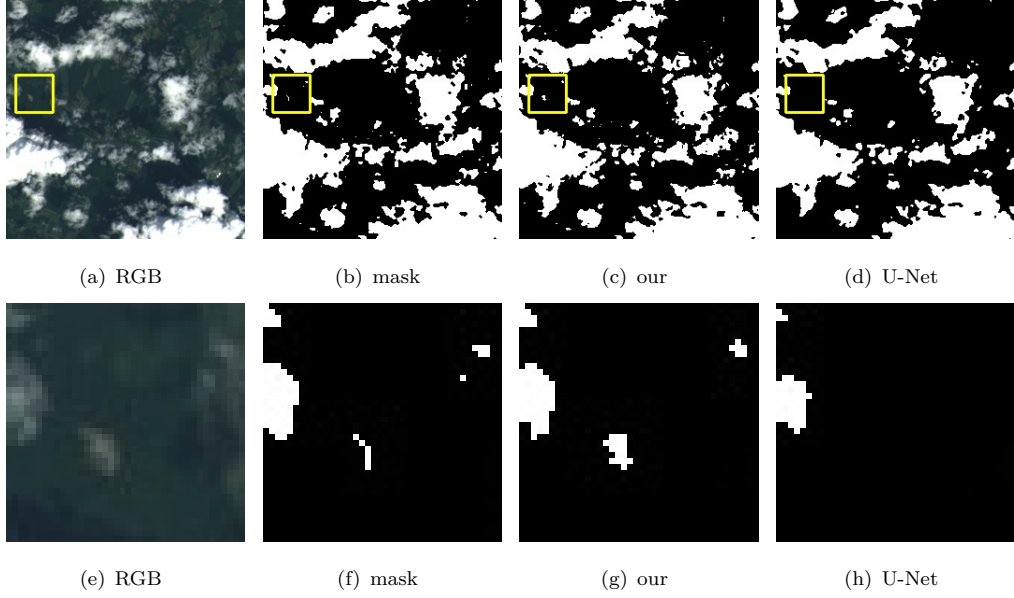 (a) RGB
(b) mask
(c) our
(d) U-Net
(e) RGB
(f) mask
(g) our
(h) U-Net